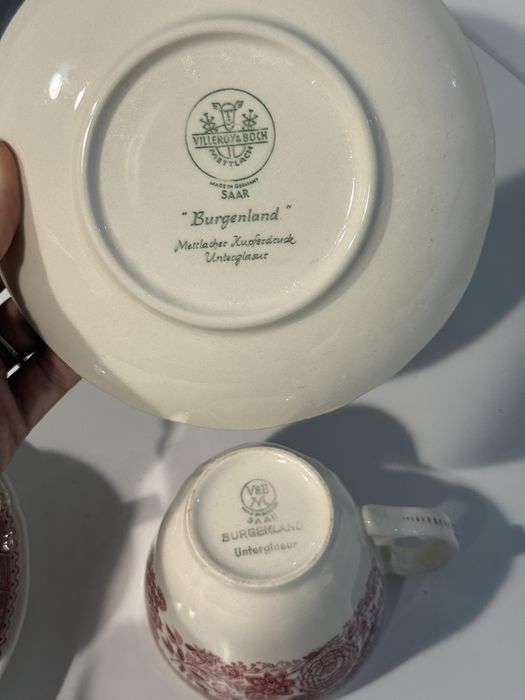 VILLEROY & BOCH
METTLACH
MADE IN GERMANY
SAAR
"Burgenland"
Mettlacher Kupferdruck
Unterglasur
V&B
M
SAAR
BURGENLAND
Unterglasur